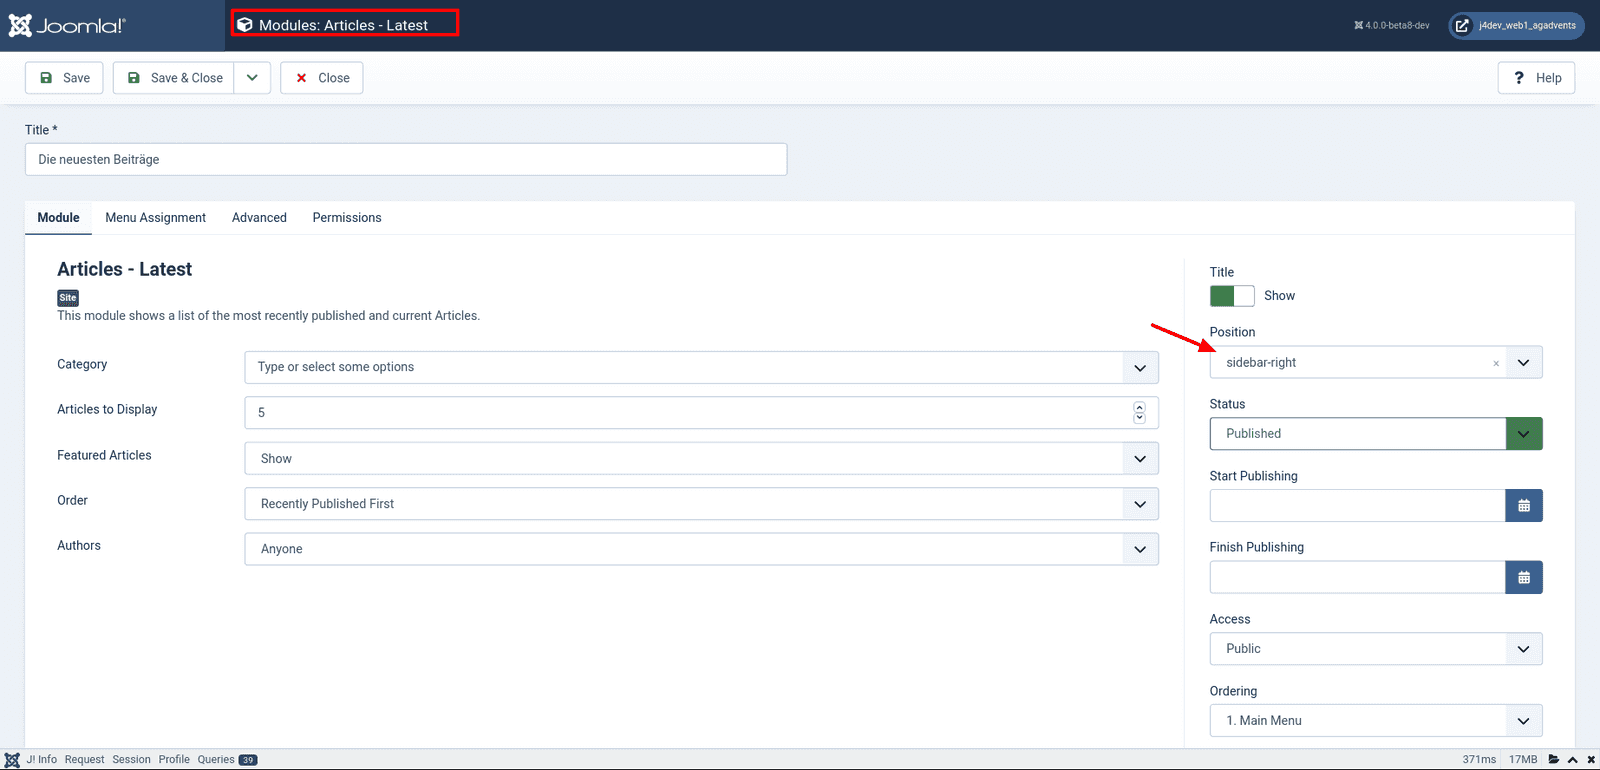 Joomla!
Modules: Articles - Latest
4.0.0-beta8-dev
j4dev_web1_agadvents
Save
Save & Close
Close
? Help
Title *
Die neuesten Beiträge
Module
Menu Assignment
Advanced
Permissions
Articles - Latest
Site
This module shows a list of the most recently published and current Articles.
Category
Type or select some options
Articles to Display
5
Featured Articles
Show
Order
Recently Published First
Authors
Anyone
Title
Show
Position
sidebar-right
Status
Published
Start Publishing
Finish Publishing
Access
Public
Ordering
1. Main Menu
J! Info Request Session Profile Queries 39
371ms 17MB